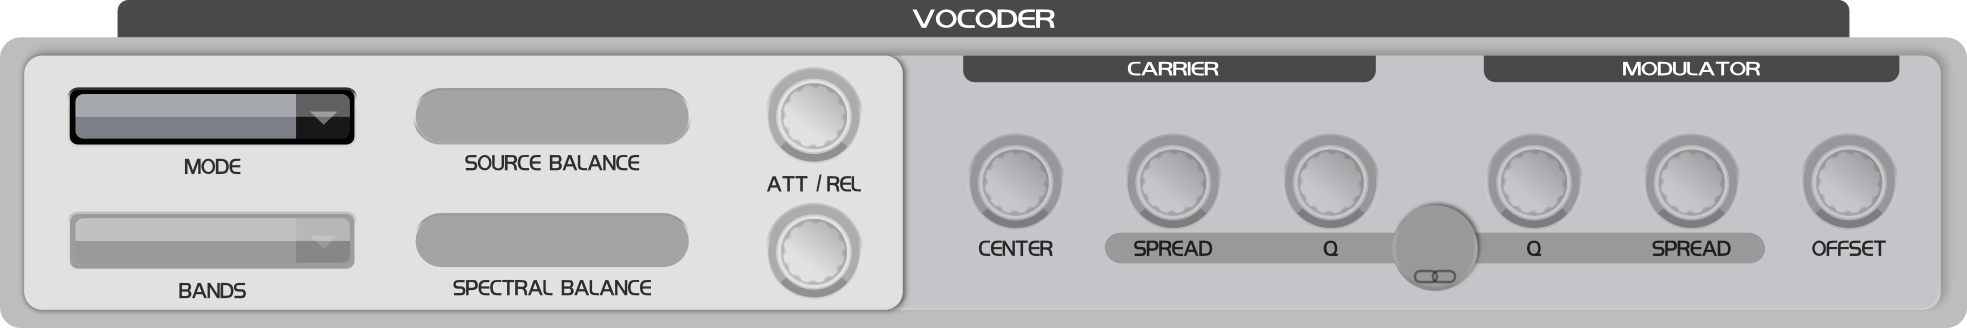 VOCODER
CARRIER
MODULATOR
MODE
SOURCE BALANCE
ATT / REL
BANDS
SPECTRAL BALANCE
CENTER
SPREAD
Q
Q
SPREAD
OFFSET